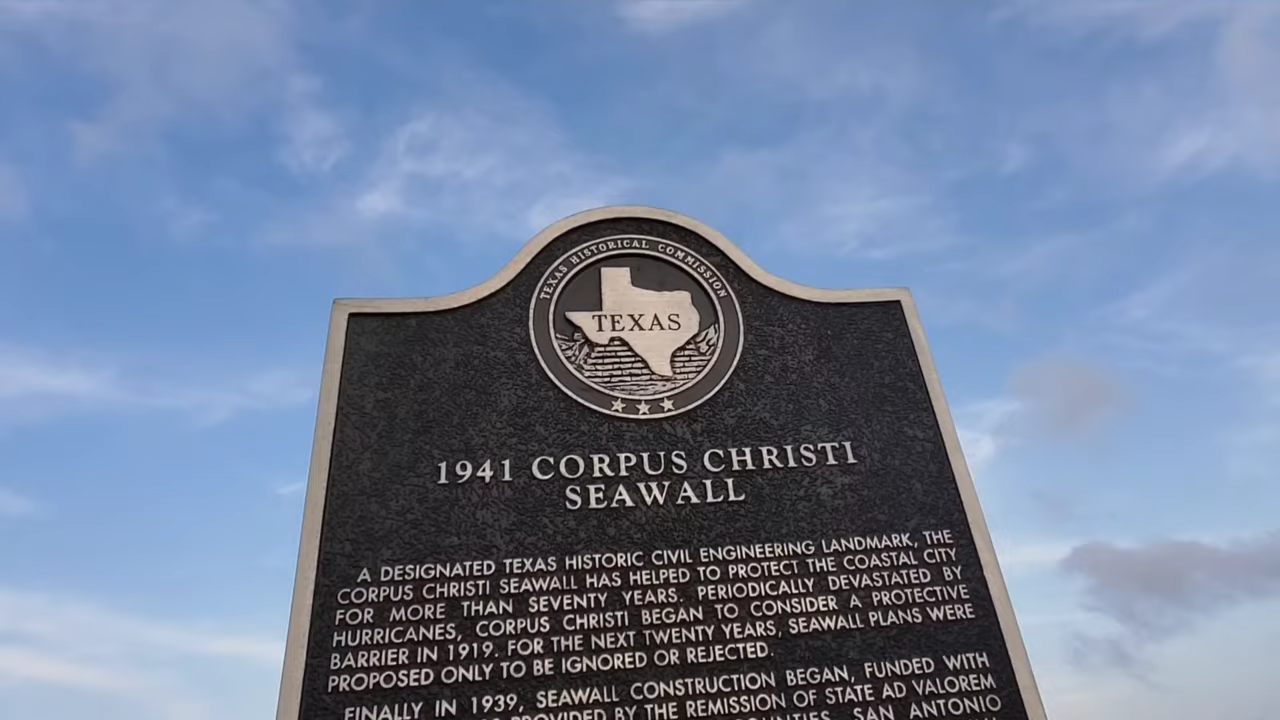 TEXAS HISTORICAL COMMISSION
TEXAS
1941 CORPUS CHRISTI
SEAWALL
A DESIGNATED TEXAS HISTORIC CIVIL ENGINEERING LANDMARK, THE
CORPUS CHRISTI SEAWALL HAS HELPED TO PROTECT THE COASTAL CITY
FOR MORE THAN SEVENTY YEARS. PERIODICALLY DEVASTATED BY
HURRICANES, CORPUS CHRISTI BEGAN TO CONSIDER A PROTECTIVE
BARRIER IN 1919. FOR THE NEXT TWENTY YEARS, SEAWALL PLANS WERE
PROPOSED ONLY TO BE IGNORED OR REJECTED.
FINALLY IN 1939, SEAWALL CONSTRUCTION BEGAN, FUNDED WITH
PROVIDED BY THE REMISSION OF STATE AD VALOREM
SAN ANTONIO